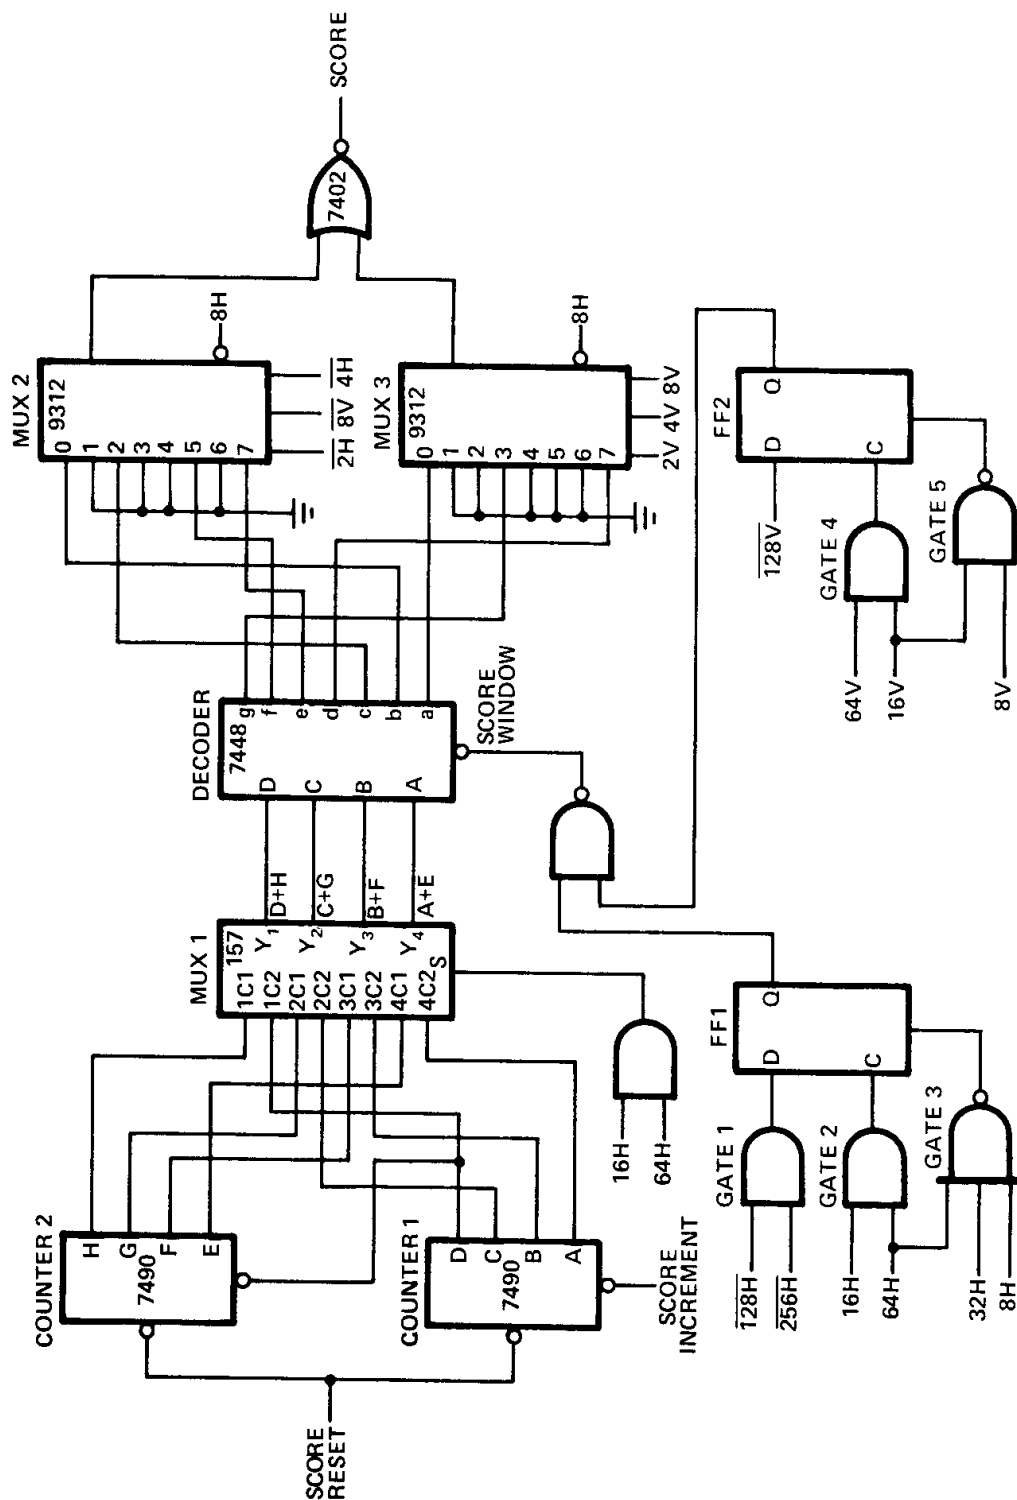 SCORE
RESET
COUNTER 2
7490
H
G
F
E
COUNTER 1
7490
D
C
B
A
SCORE
INCREMENT
MUX 1
157
1C1
1C2
2C1
2C2
3C1
3C2
4C1
4C2
S
Y1
Y2
Y3
Y4
D+H
C+G
B+F
A+E
16H
64H
DECODER
7448
D
C
B
A
g
f
e
d
c
b
a
SCORE
WINDOW
MUX 2
9312
0
1
2
3
4
5
6
7
2H
8V
4H
8H
MUX 3
9312
0
1
2
3
4
5
6
7
2V
4V
8V
8H
7402
SCORE
GATE 1
128H
256H
GATE 2
16H
64H
GATE 3
32H
8H
FF1
D
Q
C
128V
GATE 4
64V
16V
GATE 5
8V
FF2
D
Q
C